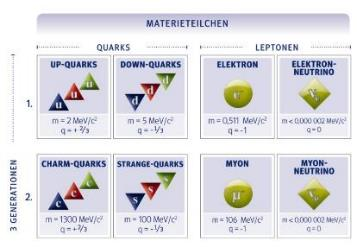 MATERIETEILCHEN
QUARKS
LEPTONEN
3 GENERATIONEN
1.
UP-QUARKS
u u u
m = 2 MeV/c²
q = + ⅔
DOWN-QUARKS
d d d
m = 5 MeV/c²
q = -⅓
ELEKTRON
m = 0,511 MeV/c²
q = -1
ELEKTRON-
NEUTRINO
m < 0,000 002 MeV/c²
q = 0
2.
CHARM-QUARKS
c c c
m = 1300 MeV/c²
q = + ⅔
STRANGE-QUARKS
s s s
m = 100 MeV/c²
q = -⅓
MYON
μ⁻
m = 106 MeV/c²
q = -1
MYON-
NEUTRINO
m < 0,000 002 MeV/c²
q = 0